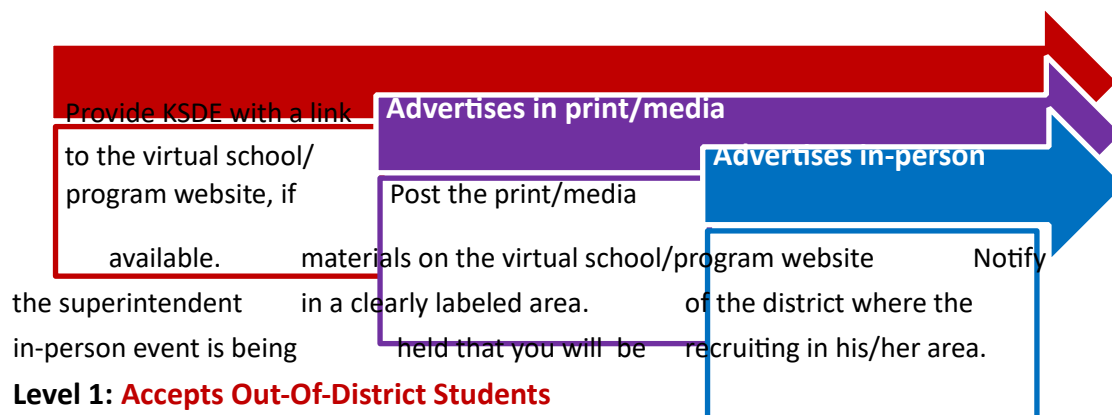 Provide KSDE with a link
Advertises in print/media
to the virtual school/
Advertises in-person
program website, if
Post the print/media
available. materials on the virtual school/program website Notify
the superintendent in a clearly labeled area. of the district where the
in-person event is being held that you will be recruiting in his/her area.
Level 1: Accepts Out-Of-District Students